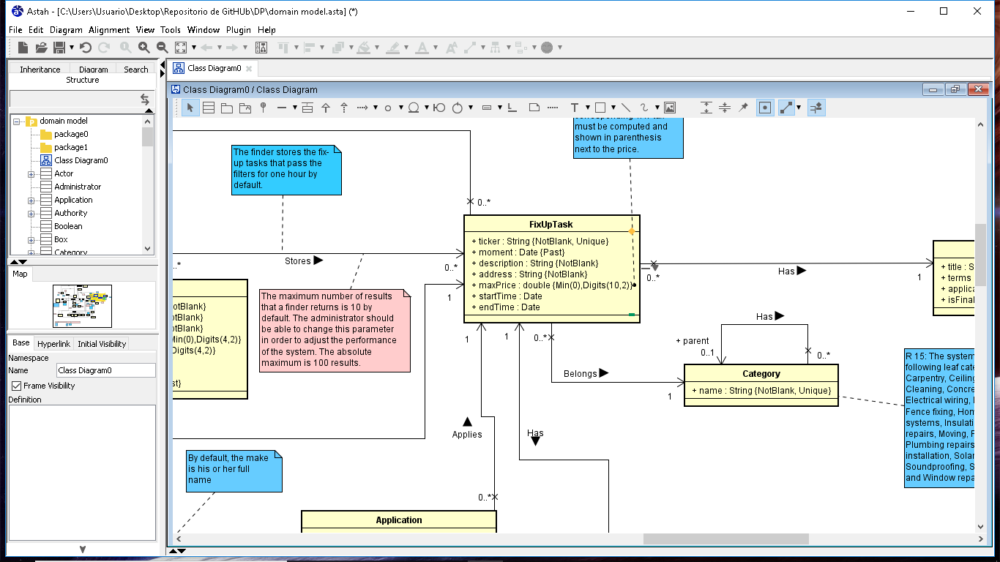 Astah - [C:\Users\Usuario\Desktop\Repositorio de GitHUb\DP\domain model.asta] (*)
File Edit Diagram Alignment View Tools Window Plugin Help
Inheritance Diagram Search
Structure
domain model
package0
package1
Class Diagram0
Actor
Administrator
Application
Authority
Boolean
Box
Category
Map
Base Hyperlink Initial Visibility
Namespace
Name Class Diagram0
Frame Visibility
Definition
Class Diagram0
Class Diagram0 / Class Diagram
must be computed and
shown in parenthesis
next to the price.
The finder stores the fix-
up tasks that pass the
filters for one hour by
default.
0..*
FixUpTask
+ ticker : String {NotBlank, Unique}
+ moment : Date {Past}
+ description : String {NotBlank}
+ address : String {NotBlank}
+ maxPrice : double {Min(0),Digits(10,2)}
+ startTime : Date
+ endTime : Date
Stores
..*
0..*
1
0..*
Has
1
+ title : S
+ terms
+ applica
+ isFinal
The maximum number of results
that a finder returns is 10 by
default. The administrator should
be able to change this parameter
in order to adjust the performance
of the system. The absolute
maximum is 100 results.
otBlank}
otBlank}
otBlank}
Min(0),Digits(4,2)}
Digits(4,2)}
st}
1
1
0..*
Has
+ parent
0..1
0..*
Belongs
1
Category
+ name : String {NotBlank, Unique}
R 15: The system
following leaf cate
Carpentry, Ceiling
Cleaning, Concre
Electrical wiring,
Fence fixing, Hom
systems, Insulati
repairs, Moving, P
Plumbing repairs
installation, Solar
Soundproofing, S
and Window repa
Applies
Has
By default, the make
is his or her full
name
0..*
Application